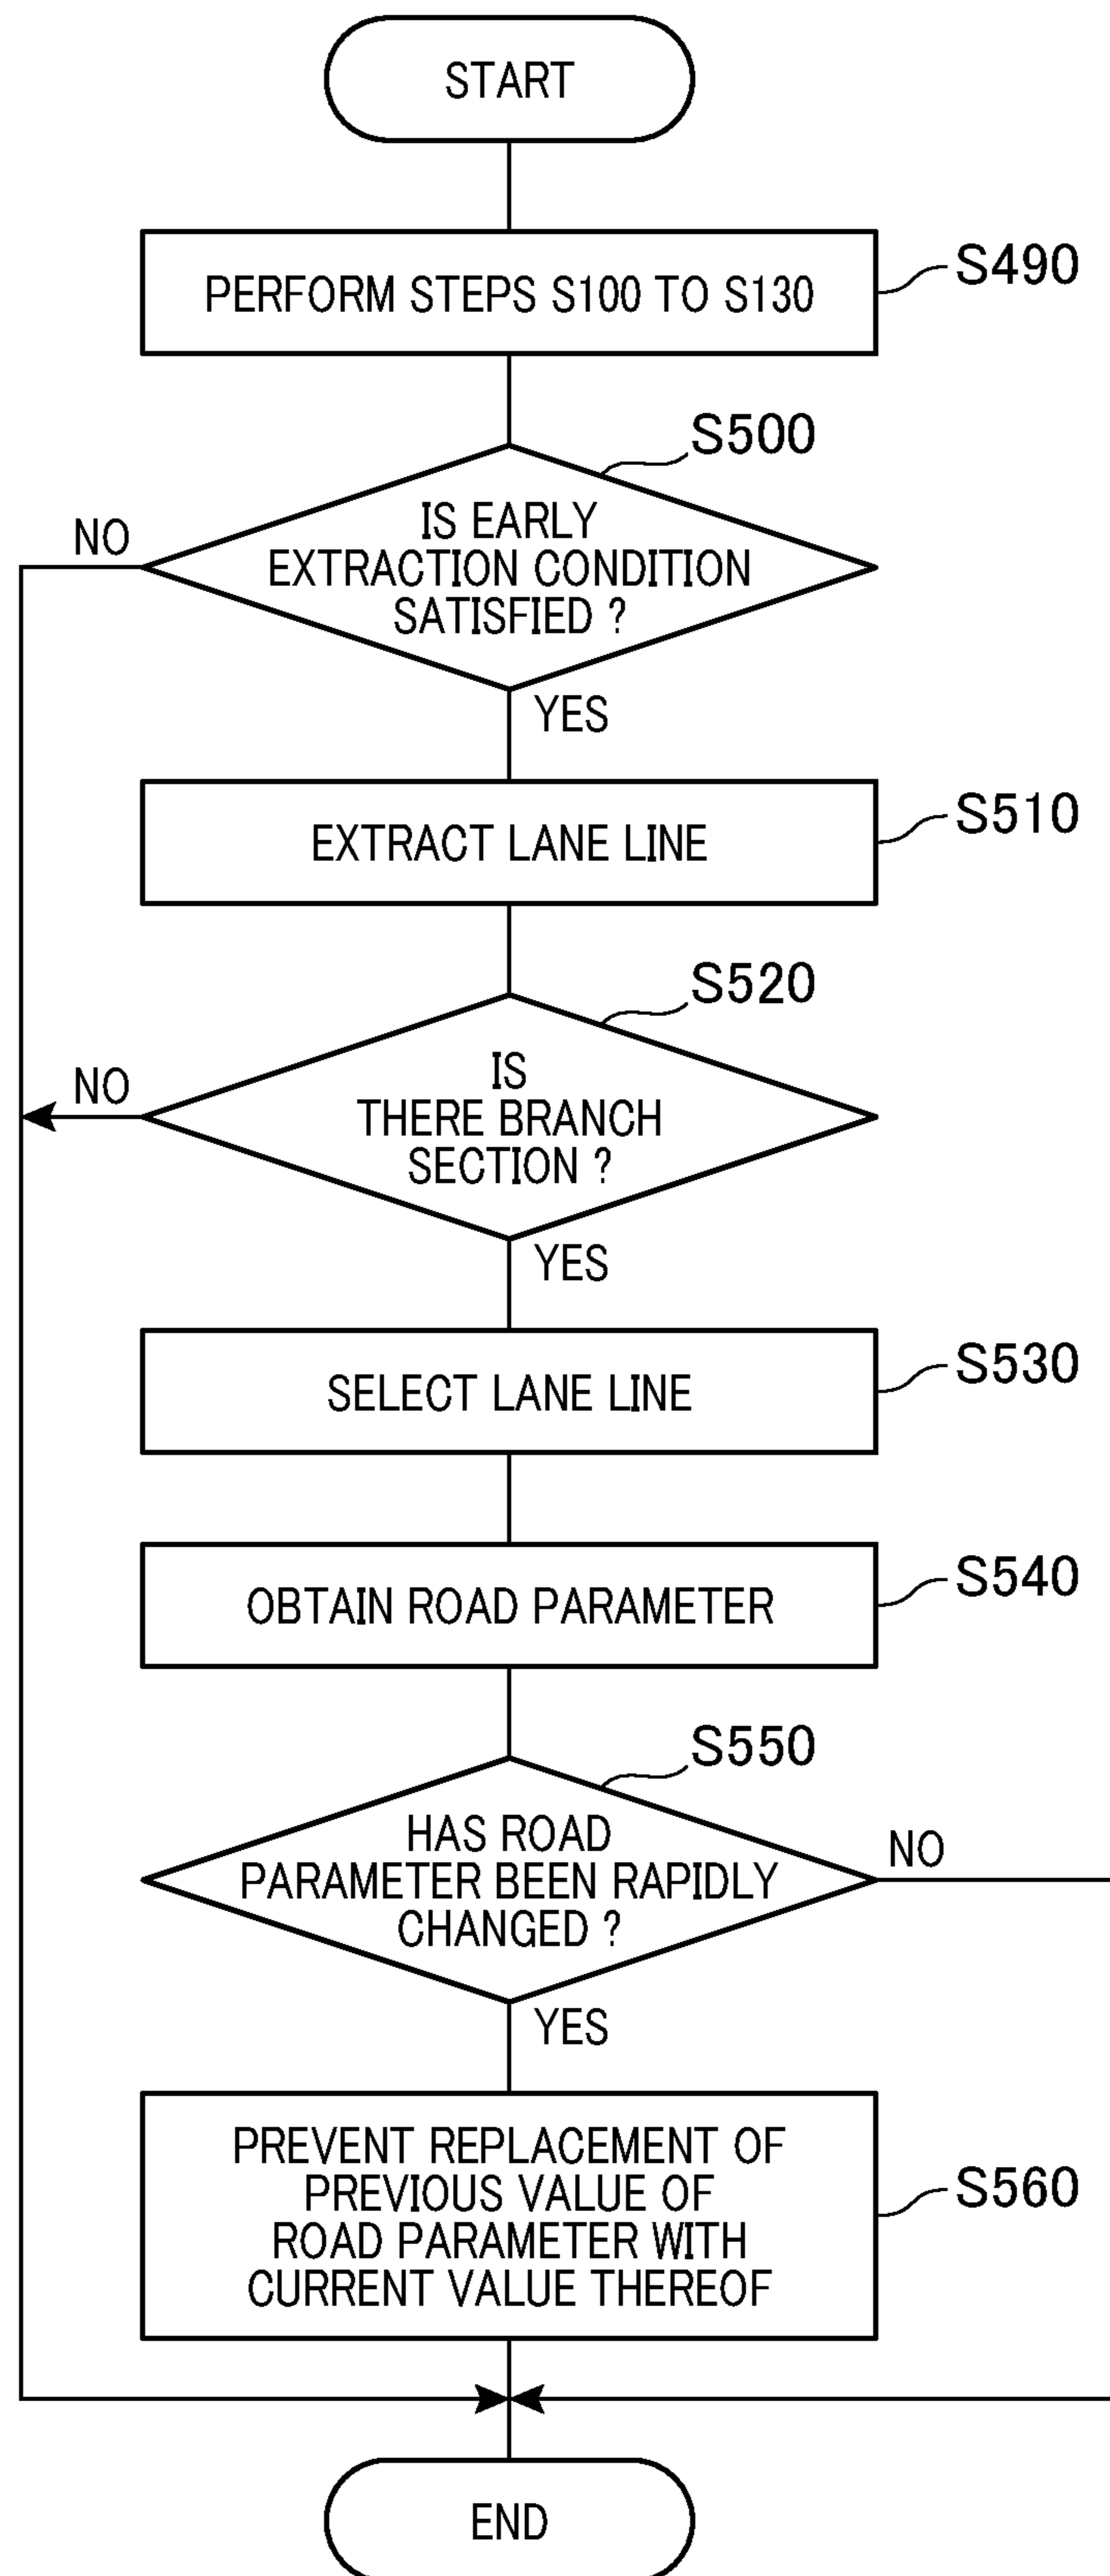 START
PERFORM STEPS S100 TO S130
S490
S500
IS EARLY
EXTRACTION CONDITION
SATISFIED ?
NO
YES
EXTRACT LANE LINE
S510
S520
IS
THERE BRANCH
SECTION ?
NO
YES
SELECT LANE LINE
S530
OBTAIN ROAD PARAMETER
S540
S550
HAS ROAD
PARAMETER BEEN RAPIDLY
CHANGED ?
NO
YES
PREVENT REPLACEMENT OF
PREVIOUS VALUE OF
ROAD PARAMETER WITH
CURRENT VALUE THEREOF
S560
END